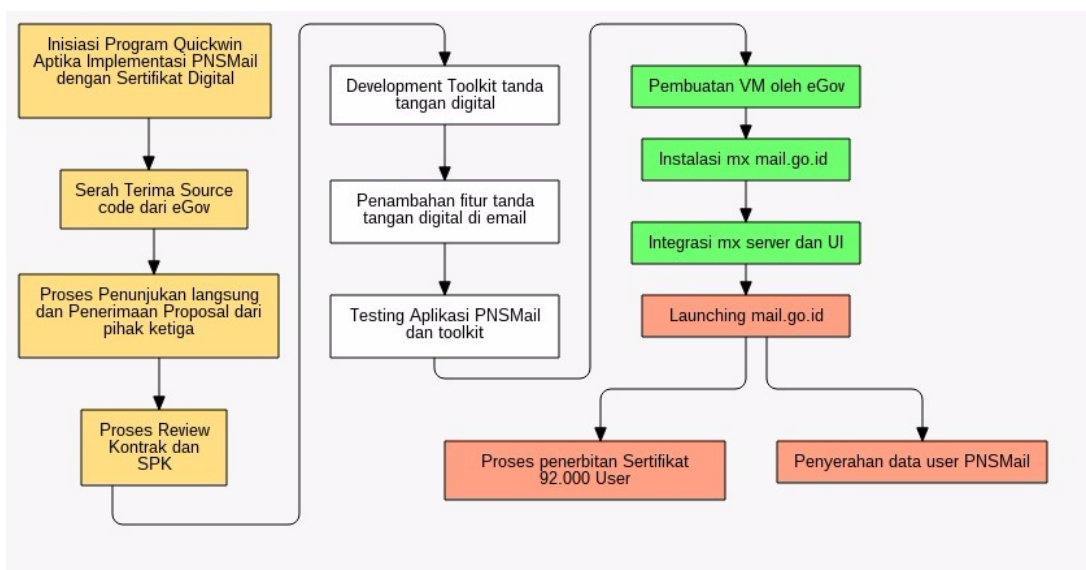 Inisiasi Program Quickwin
Aptika Implementasi PNSMail
dengan Sertifikat Digital
Serah Terima Source
code dari eGov
Proses Penunjukan langsung
dan Penerimaan Proposal dari
pihak ketiga
Proses Review
Kontrak dan
SPK
Development Toolkit tanda
tangan digital
Penambahan fitur tanda
tangan digital di email
Testing Aplikasi PNSMail
dan toolkit
Pembuatan VM oleh eGov
Instalasi mx mail.go.id
Integrasi mx server dan UI
Launching mail.go.id
Proses penerbitan Sertifikat
92.000 User
Penyerahan data user PNSMail